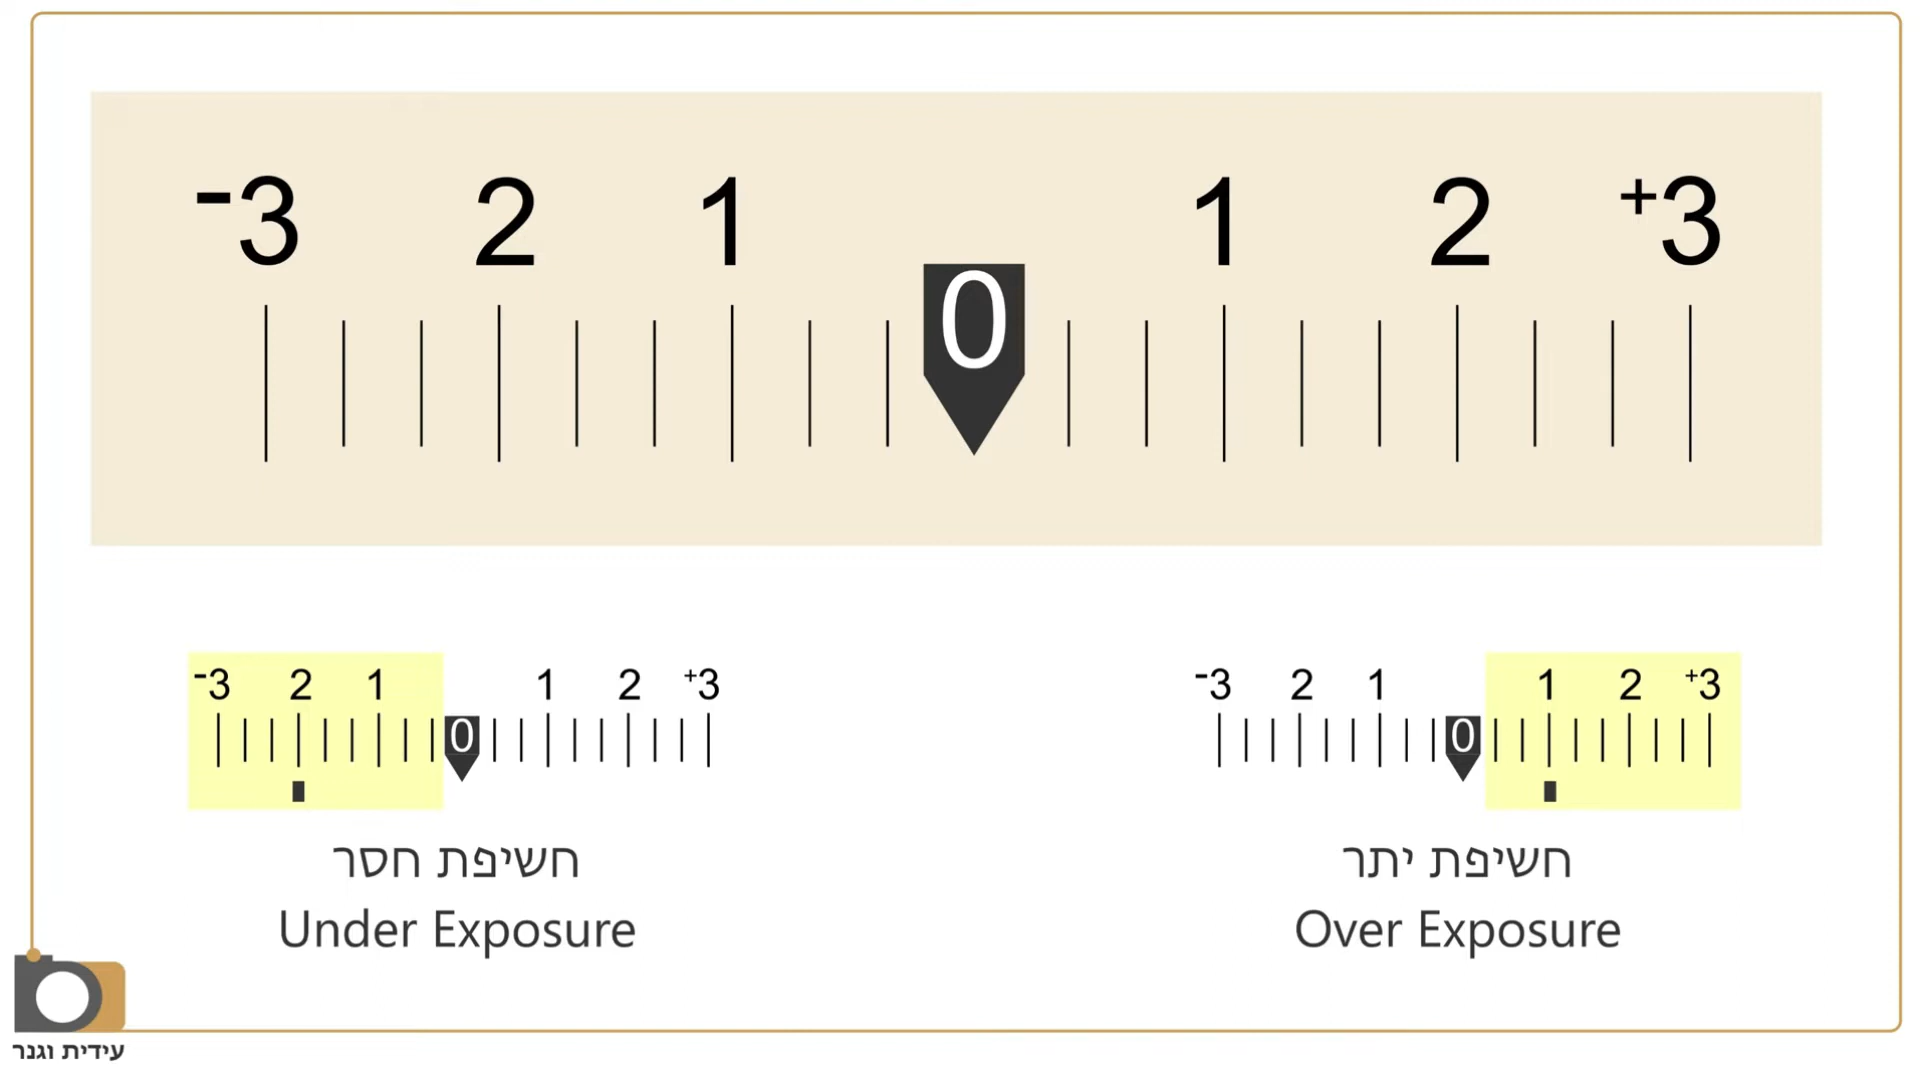 -3 2 1 0 1 2 +3
-3 2 1 0 1 2 +3
חשיפת חסר
Under Exposure
-3 2 1 0 1 2 +3
חשיפת יתר
Over Exposure
עידית וגנר